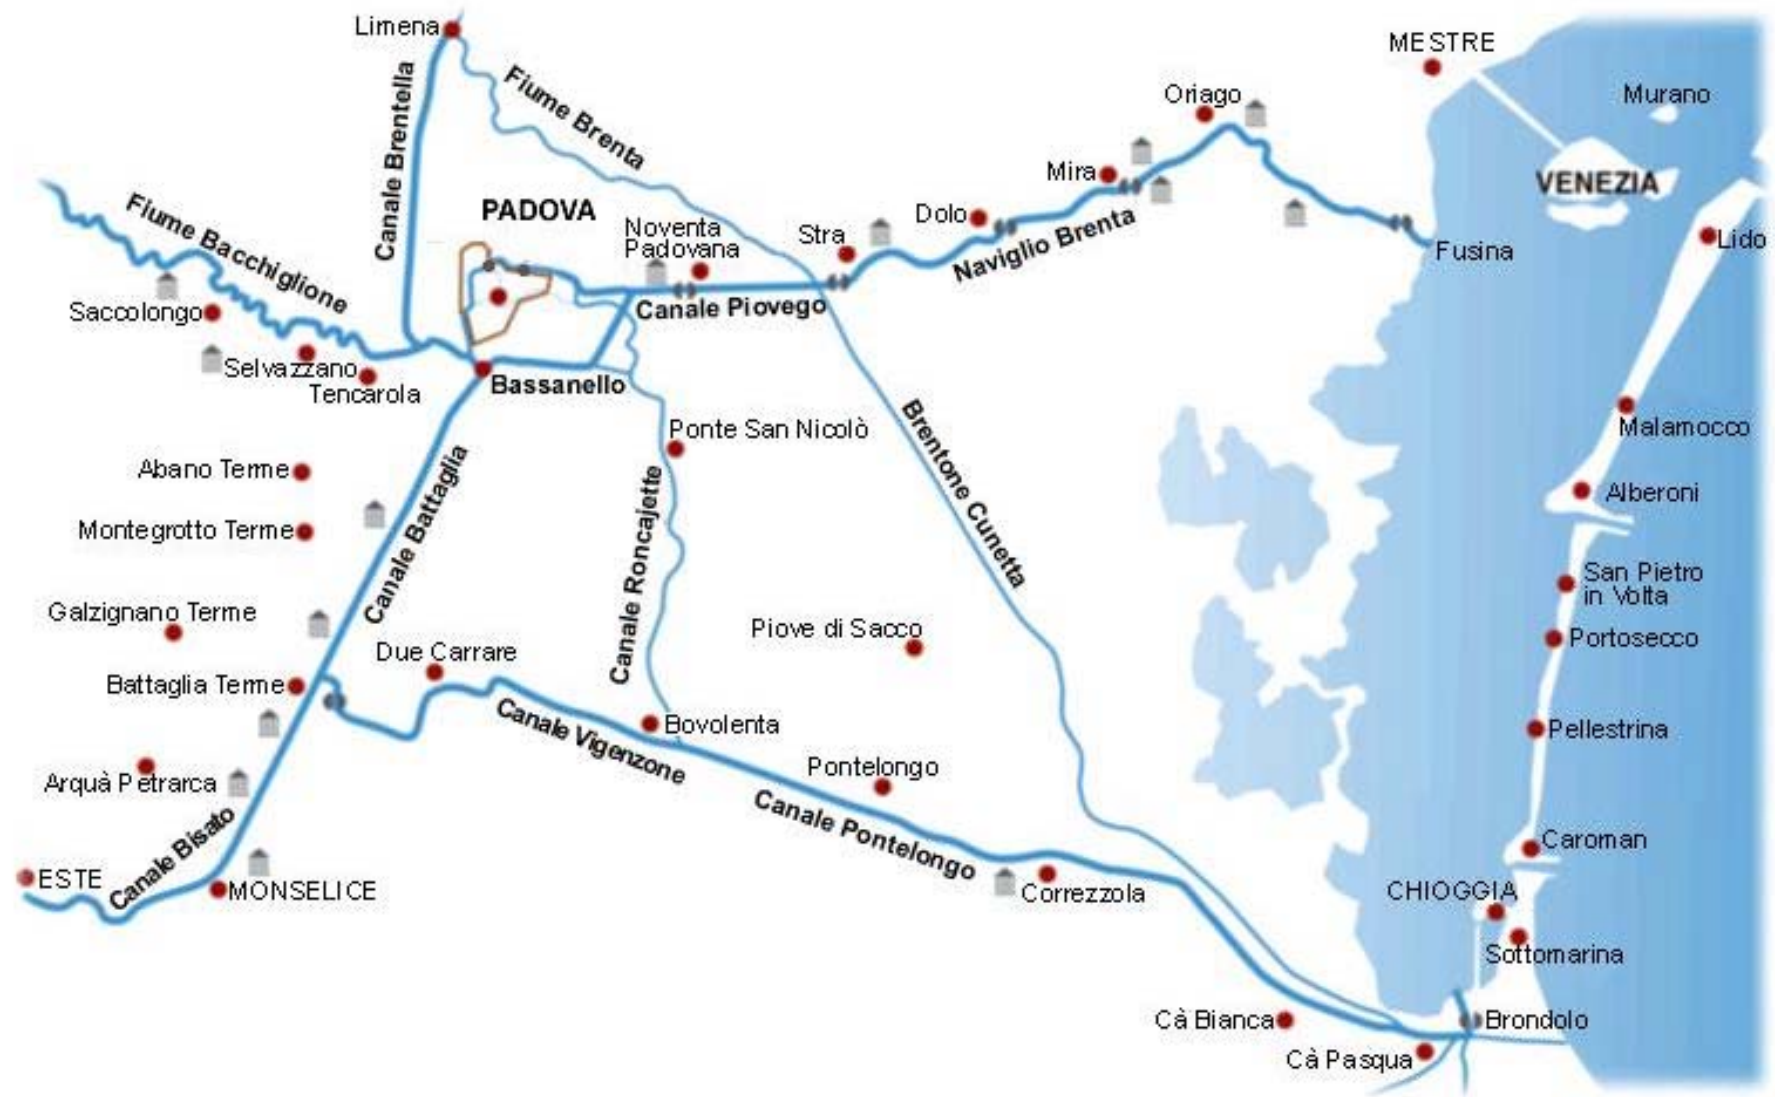 Limena
MESTRE
Murano
Oriago
Fiume Brenta
Canale Brentella
Mira
VENEZIA
Fiume Bacchiglione
PADOVA
Noventa
Padovana
Stra
Dolo
Naviglio Brenta
Fusina
Lido
Saccolongo
Canale Piovego
Selvazzano
Tencarola
Bassanello
Ponte San Nicolò
Brentone Cunetta
Malamocco
Abano Terme
Canale Battaglia
Canale Roncajette
Alberoni
Montegrotto Terme
San Pietro
in Volta
Galzignano Terme
Due Carrare
Piove di Sacco
Portosecco
Battaglia Terme
Canale Vigenzone
Bovolenta
Pellestrina
Arquà Petrarca
Pontelongo
Canale Pontelongo
Caroman
Canale Bisato
ESTE
MONSELICE
Correzzola
CHIOGGIA
Sottomarina
Cà Bianca
Brondolo
Cà Pasqua